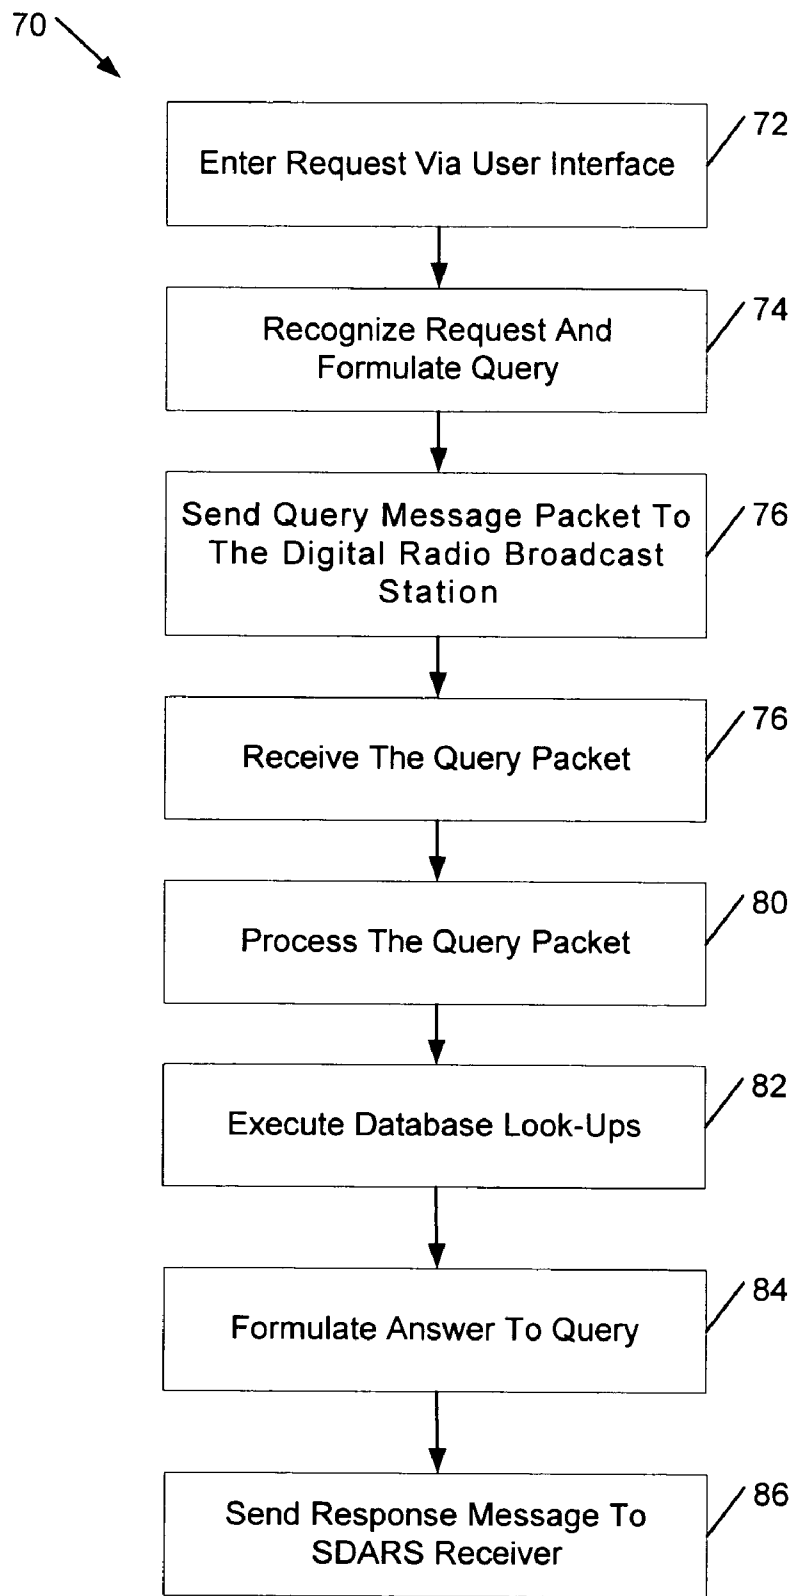 70
72
Enter Request Via User Interface
74
Recognize Request And
Formulate Query
76
Send Query Message Packet To
The Digital Radio Broadcast
Station
76
Receive The Query Packet
80
Process The Query Packet
82
Execute Database Look-Ups
84
Formulate Answer To Query
86
Send Response Message To
SDARS Receiver